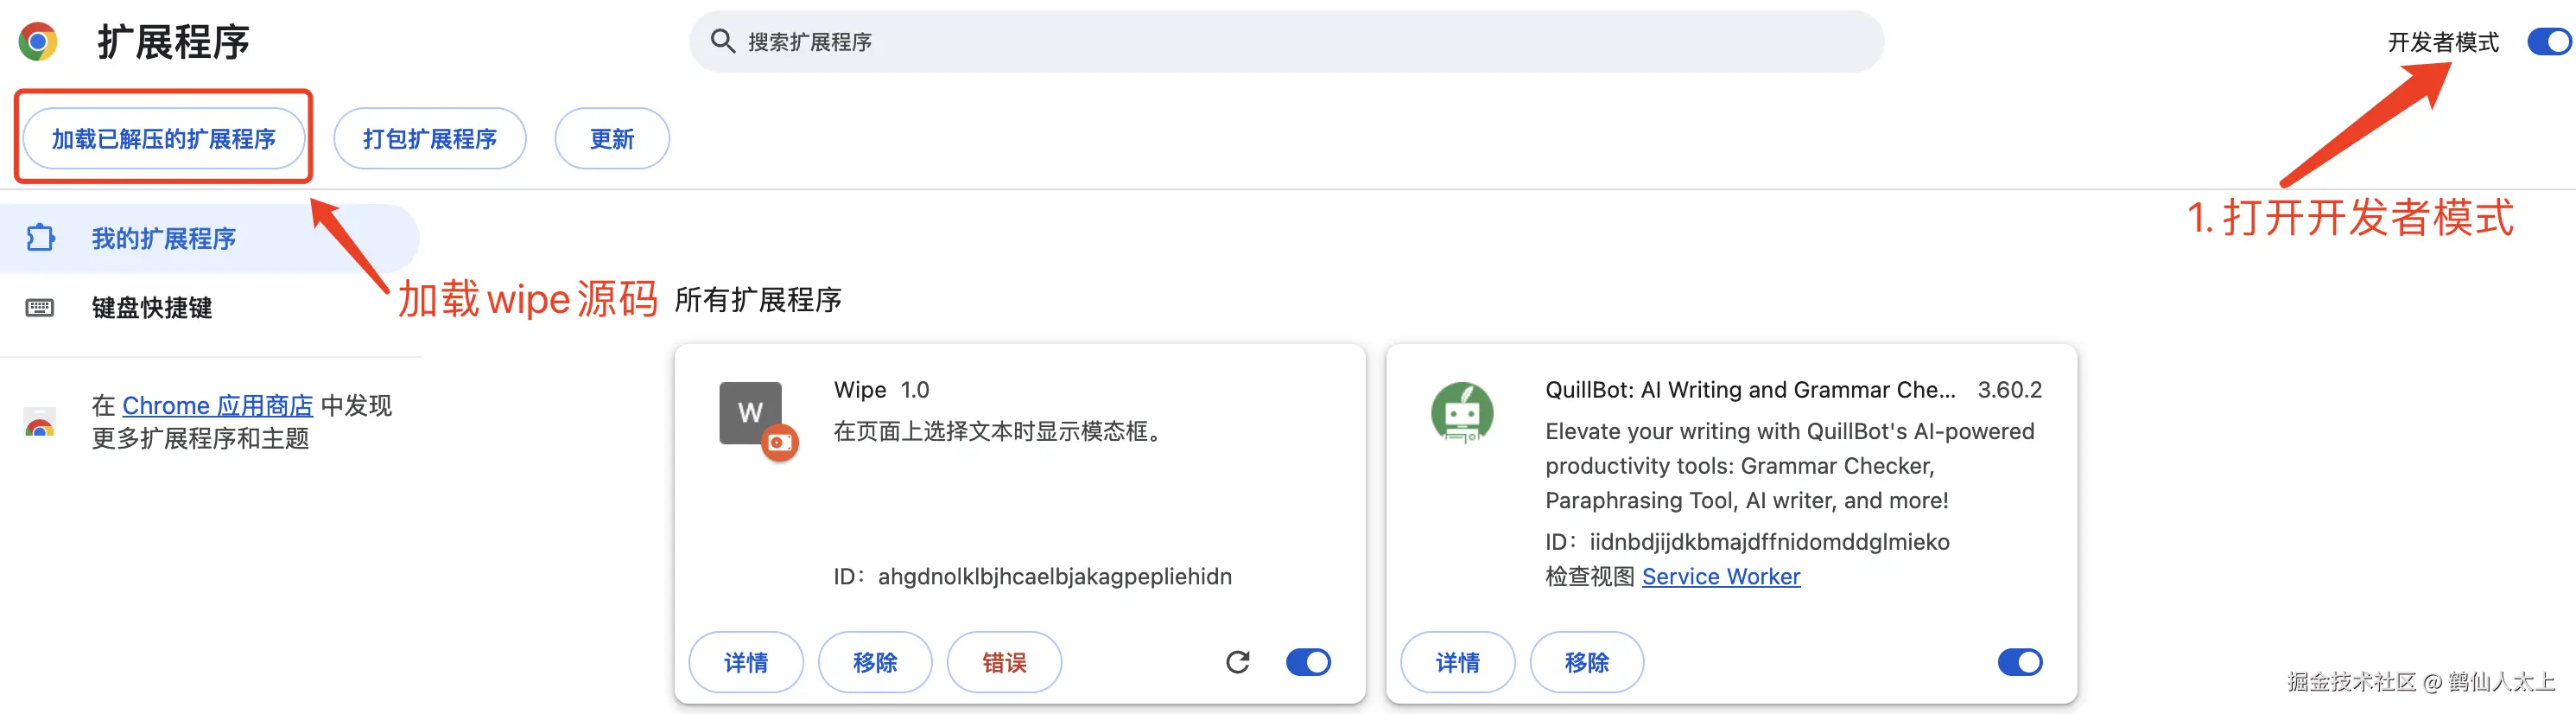 扩展程序
搜索扩展程序
开发者模式
加载已解压的扩展程序
打包扩展程序
更新
1.打开开发者模式
我的扩展程序
键盘快捷键
加载wipe源码
所有扩展程序
在 Chrome 应用商店 中发现
更多扩展程序和主题
W
Wipe 1.0
在页面上选择文本时显示模态框。
ID：ahgdnolklbjhcaelbjakagpepliehidn
详情
移除
错误
QuillBot: AI Writing and Grammar Che... 3.60.2
Elevate your writing with QuillBot's AI-powered
productivity tools: Grammar Checker,
Paraphrasing Tool, AI writer, and more!
ID：iidnbdjijdkbmajdffnidomddglmieko
检查视图 Service Worker
详情
移除
掘金技术社区 @ 鹤仙人太上